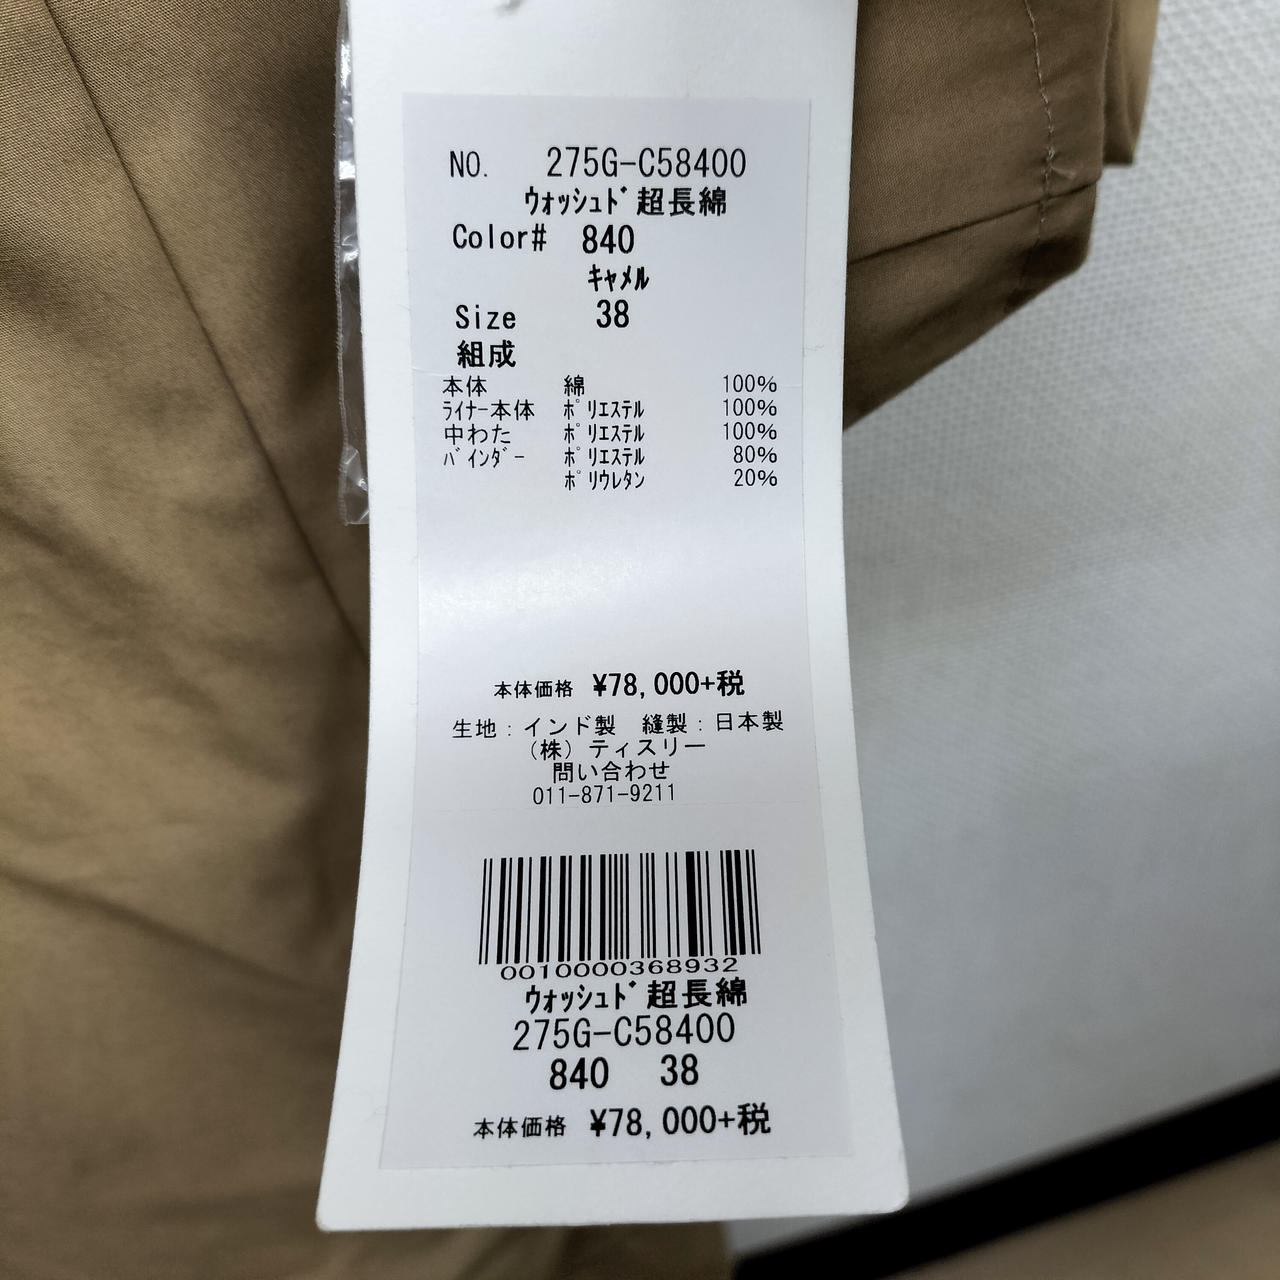 NO. 275G-C58400
ｳｫｯｼｭﾄﾞ超長綿
Color# 840
ｷｬﾒﾙ
Size 38
組成
本体 綿 100%
ﾗｲﾅｰ本体 ﾎﾟﾘｴｽﾃﾙ 100%
中わた ﾎﾟﾘｴｽﾃﾙ 100%
ﾊﾞｲﾝﾀﾞｰ ﾎﾟﾘｴｽﾃﾙ 80%
ﾎﾟﾘｳﾚﾀﾝ 20%
本体価格 ¥78,000+税
生地：インド製 縫製：日本製
（株）ティスリー
問い合わせ
011-871-9211
0010000368932
ｳｫｯｼｭﾄﾞ超長綿
275G-C58400
840 38
本体価格 ¥78,000+税